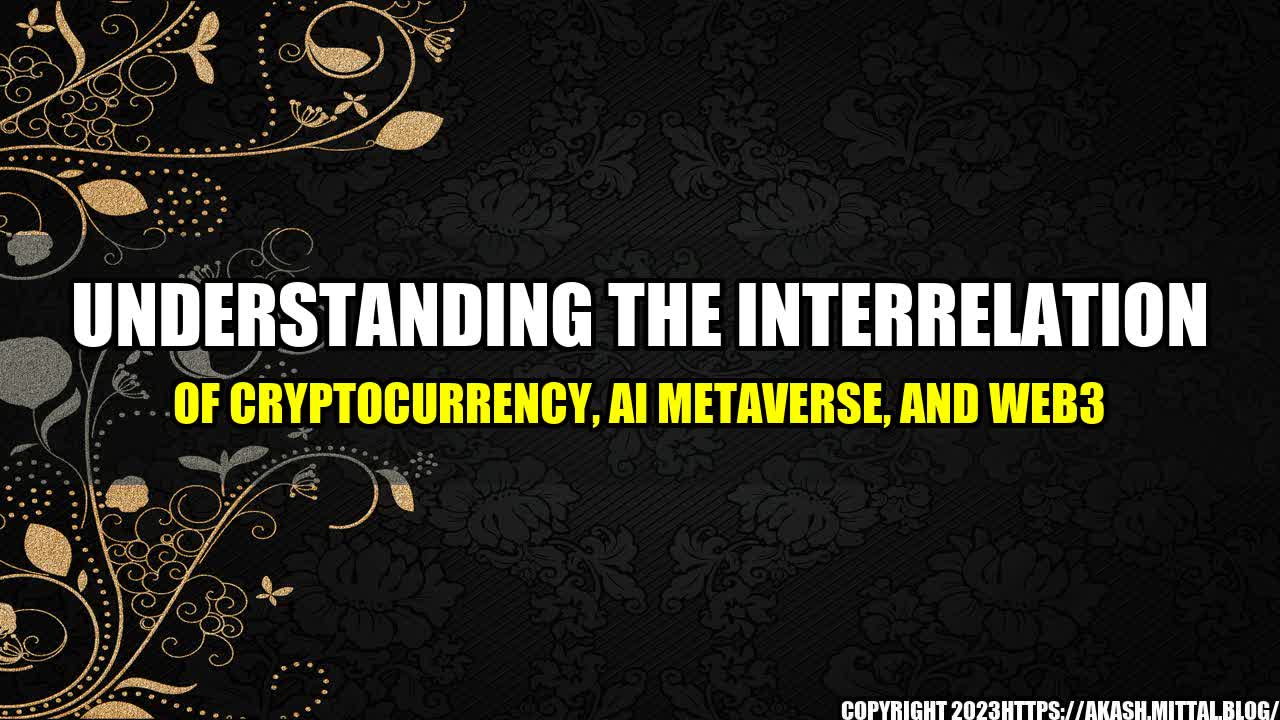 UNDERSTANDING THE INTERRELATION
OF CRYPTOCURRENCY, AI METAVERSE, AND WEB3
COPYRIGHT 2023HTTPS://AKASH.MITTAL.BLOG/